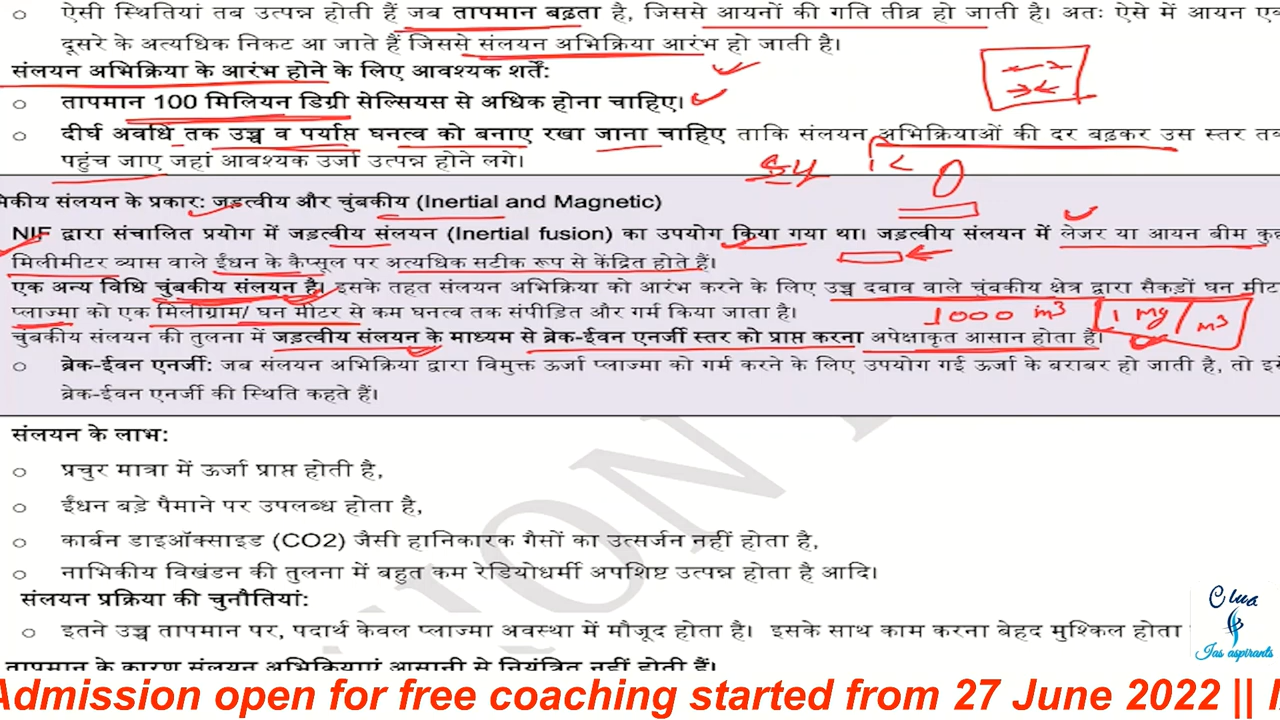 ऐसी स्थितियां तब उत्पन्न होती हैं जब तापमान बढ़ता है, जिससे आयनों की गति तीव्र हो जाती है। अतः ऐसे में आयन एक
दूसरे के अत्यधिक निकट आ जाते हैं जिससे संलयन अभिक्रिया आरंभ हो जाती है।
संलयन अभिक्रिया के आरंभ होने के लिए आवश्यक शर्तें:
तापमान 100 मिलियन डिग्री सेल्सियस से अधिक होना चाहिए।
दीर्घ अवधि तक उच्च व पर्याप्त घनत्व को बनाए रखा जाना चाहिए ताकि संलयन अभिक्रियाओं की दर बढ़कर उस स्तर तक
पहुंच जाए जहां आवश्यक उर्जा उत्पन्न होने लगे।
मिकीय संलयन के प्रकार: जड़त्वीय और चुंबकीय (Inertial and Magnetic)
NIF द्वारा संचालित प्रयोग में जड़त्वीय संलयन (Inertial fusion) का उपयोग किया गया था। जड़त्वीय संलयन में लेजर या आयन बीम कुछ
मिलीमीटर व्यास वाले ईंधन के कैप्सूल पर अत्यधिक सटीक रूप से केंद्रित होते हैं।
एक अन्य विधि चुंबकीय संलयन है। इसके तहत संलयन अभिक्रिया को आरंभ करने के लिए उच्च दबाव वाले चुंबकीय क्षेत्र द्वारा सैकड़ों घन मीट
प्लाज्मा को एक मिलीग्राम/ घन मीटर से कम घनत्व तक संपीड़ित और गर्म किया जाता है।
1000 m3
1 mg/m3
चुंबकीय संलयन की तुलना में जड़त्वीय संलयन के माध्यम से ब्रेक-ईवन एनर्जी स्तर को प्राप्त करना अपेक्षाकृत आसान होता है।
ब्रेक-ईवन एनर्जी: जब संलयन अभिक्रिया द्वारा विमुक्त ऊर्जा प्लाज्मा को गर्म करने के लिए उपयोग गई ऊर्जा के बराबर हो जाती है, तो इसे
ब्रेक-ईवन एनर्जी की स्थिति कहते हैं।
संलयन के लाभ:
प्रचुर मात्रा में ऊर्जा प्राप्त होती है,
ईंधन बड़े पैमाने पर उपलब्ध होता है,
कार्बन डाइऑक्साइड (CO2) जैसी हानिकारक गैसों का उत्सर्जन नहीं होता है,
नाभिकीय विखंडन की तुलना में बहुत कम रेडियोधर्मी अपशिष्ट उत्पन्न होता है आदि।
संलयन प्रक्रिया की चुनौतियां:
इतने उच्च तापमान पर, पदार्थ केवल प्लाज्मा अवस्था में मौजूद होता है। इसके साथ काम करना बेहद मुश्किल होता
तापमान के कारण संलयन अभिक्रियाएं आसानी से नियंत्रित नहीं होती हैं।
Clue
Ias aspirants
Admission open for free coaching started from 27 June 2022 ||